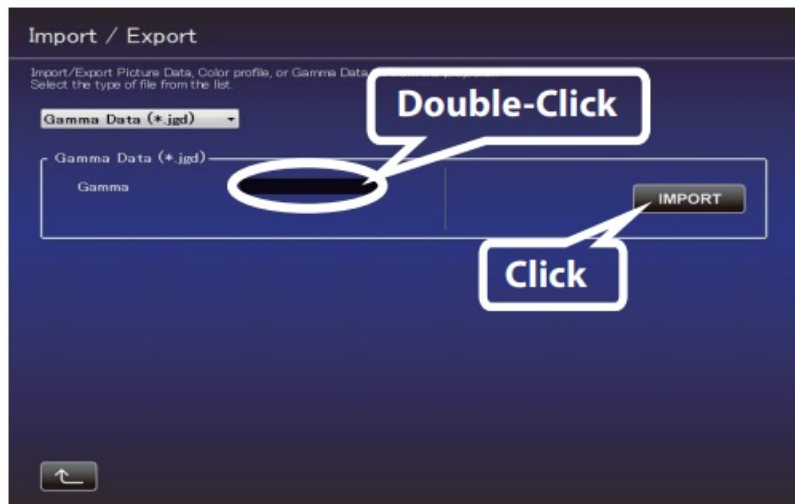 Import / Export
Import/Export Picture Data, Color profile, or Gamma Data
Select the type of file from the list.
Double-Click
Gamma Data (*.jgd)
Gamma Data (*.jgd)
Gamma
IMPORT
Click